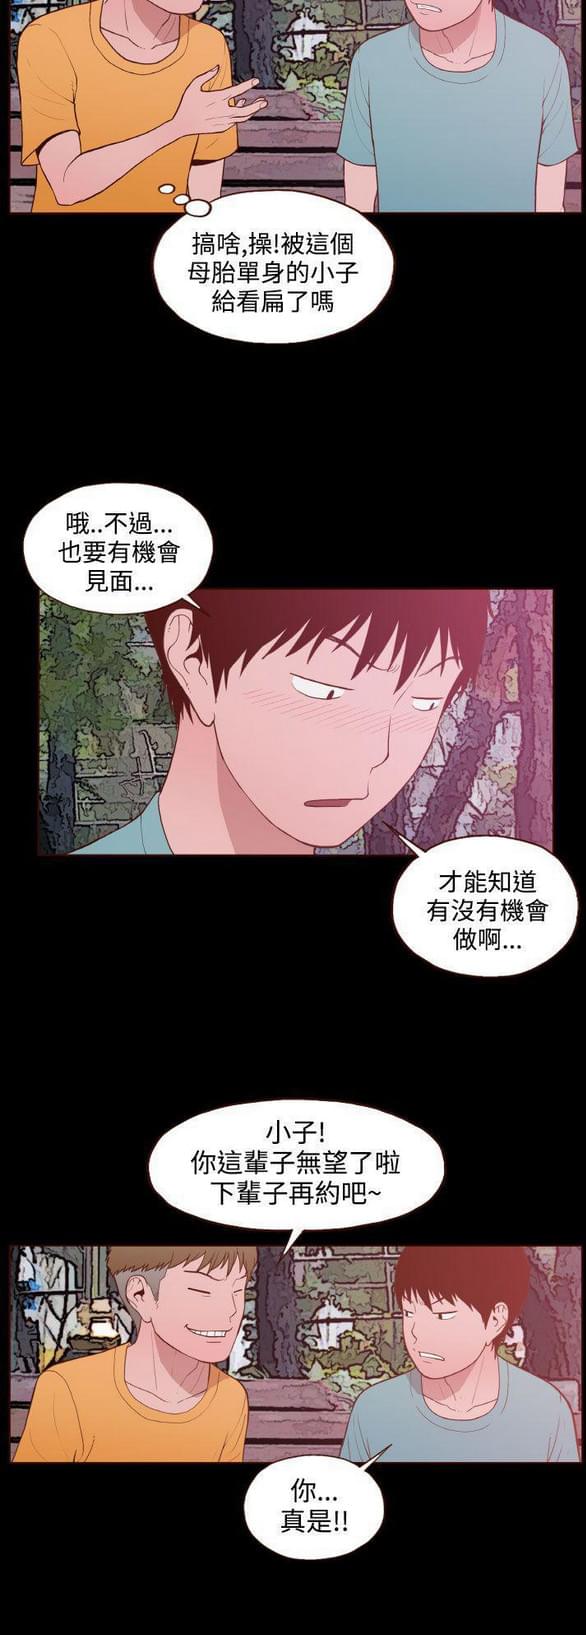 搞啥,操!被這個
母胎單身的小子
給看扁了嗎
哦..不過...
也要有機會
見面...
才能知道
有沒有機會
做啊...
小子!
你這輩子無望了啦
下輩子再約吧~
你...
真是!!